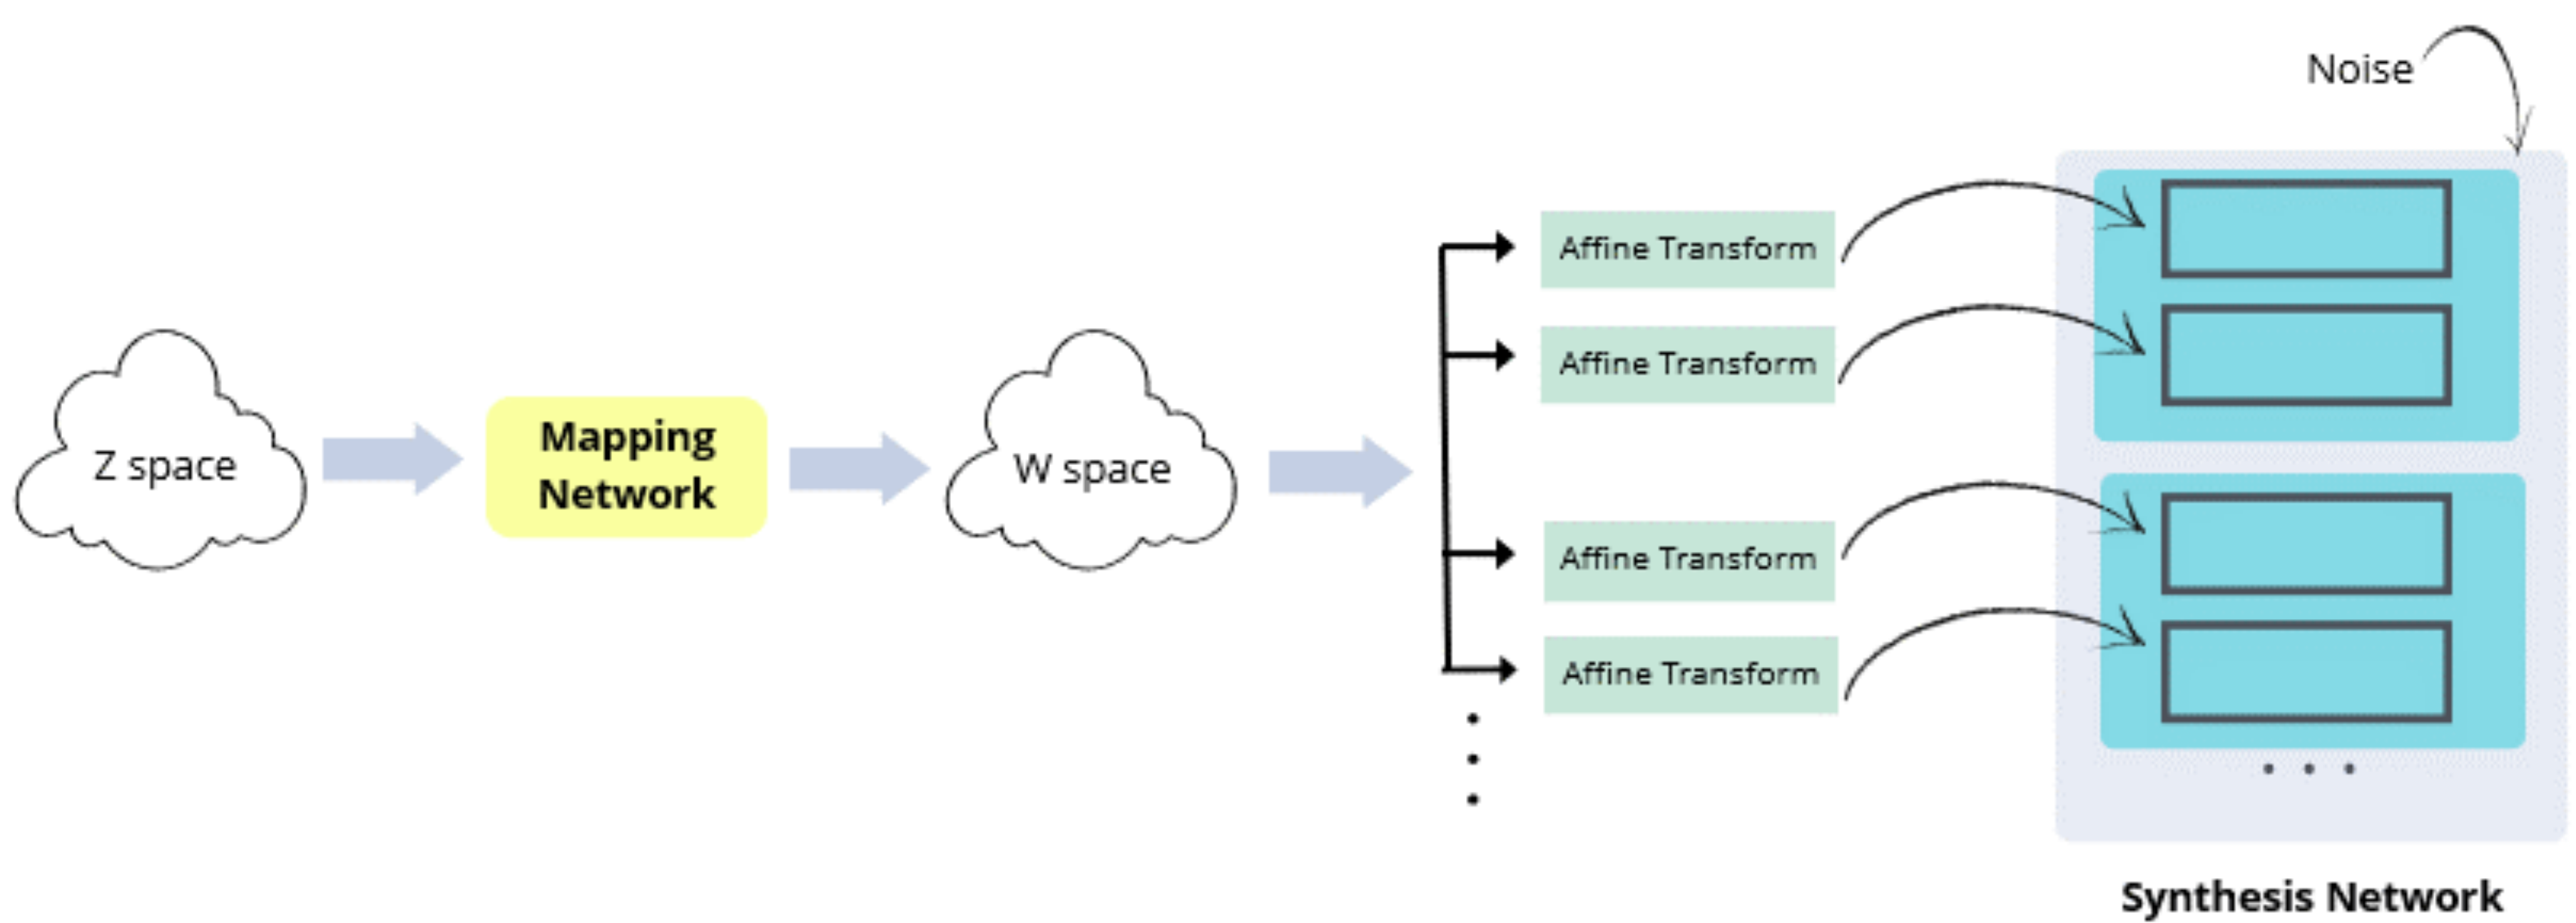 Noise
Z space
Mapping
Network
W space
Affine Transform
Affine Transform
Affine Transform
Affine Transform
Synthesis Network